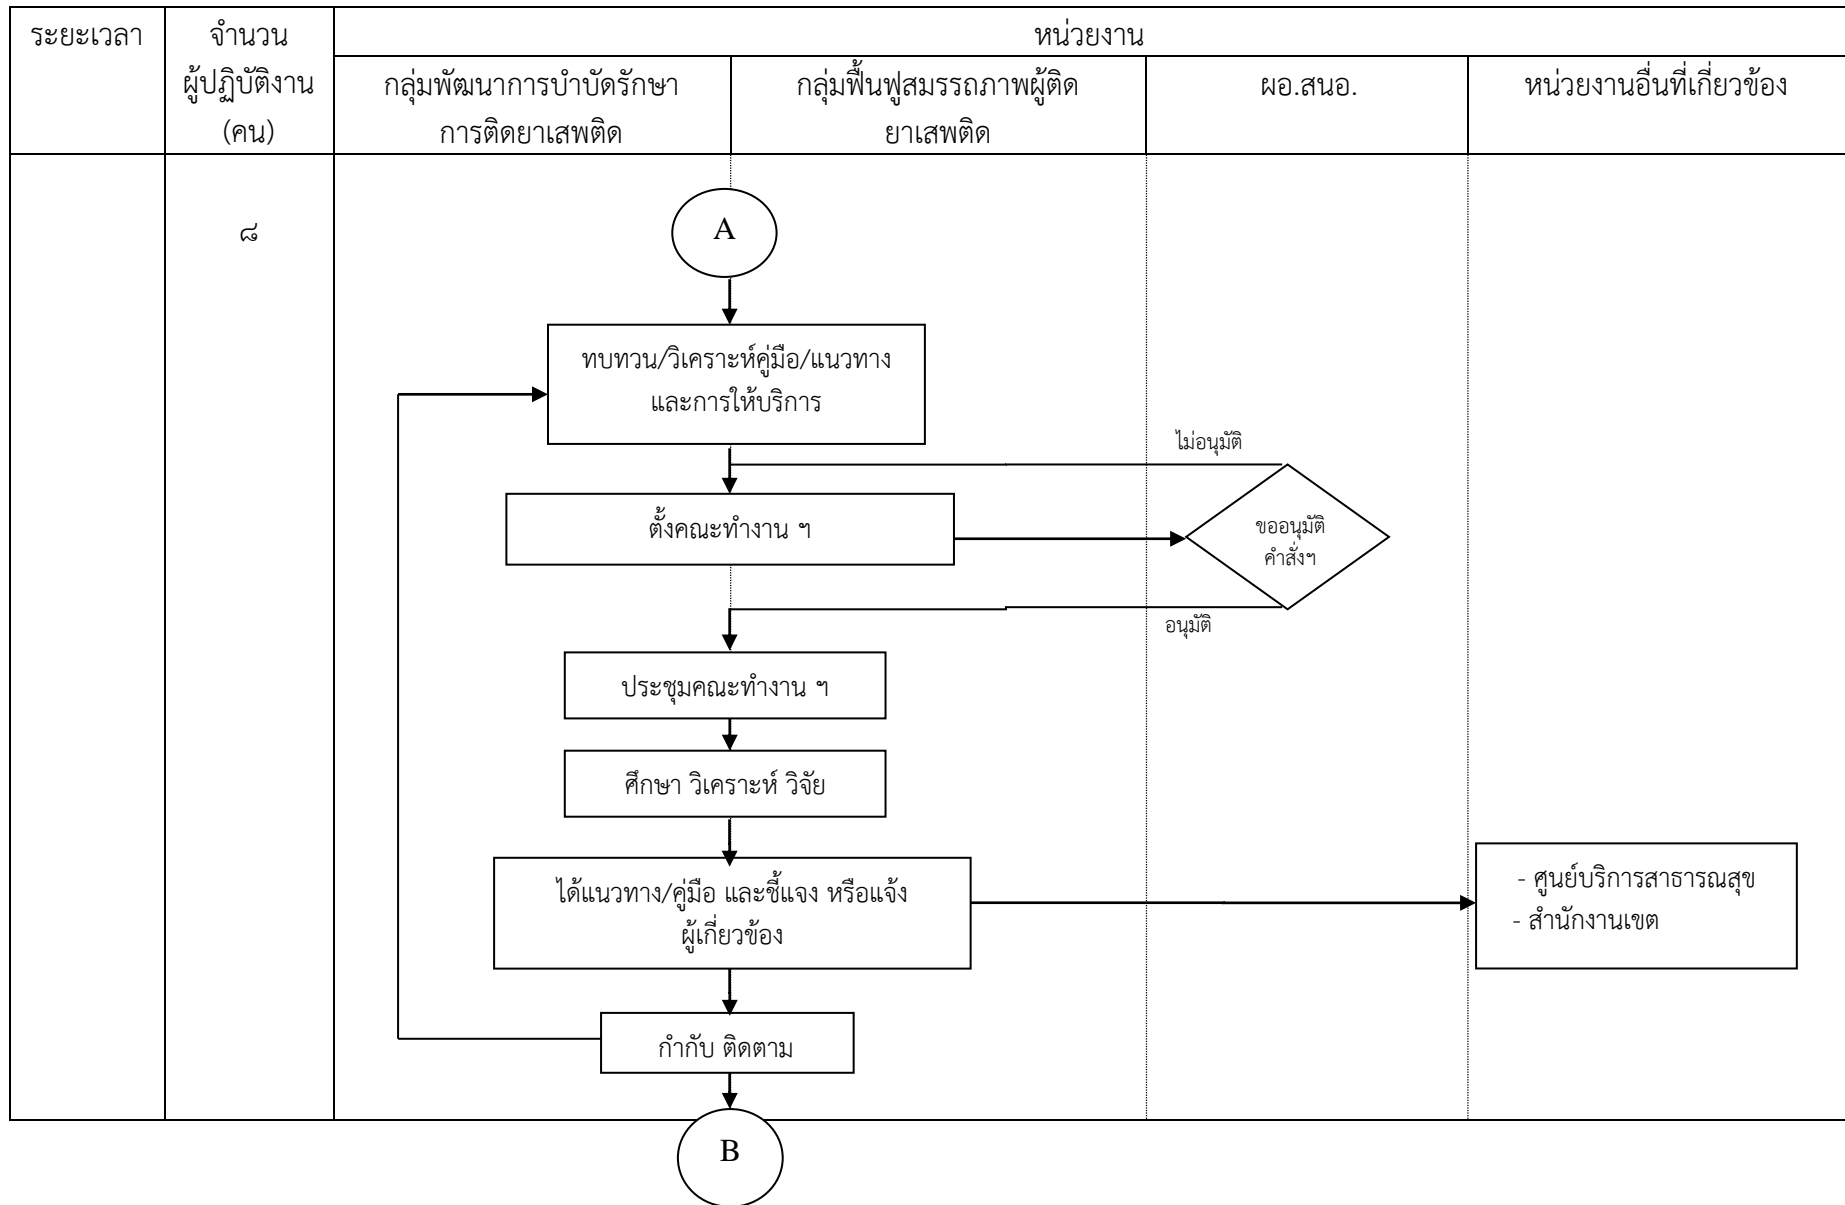 ระยะเวลา
จำนวน
ผู้ปฏิบัติงาน
(คน)
หน่วยงาน
กลุ่มพัฒนาการบำบัดรักษา
การติดยาเสพติด
กลุ่มฟื้นฟูสมรรถภาพผู้ติด
ยาเสพติด
ผอ.สนอ.
หน่วยงานอื่นที่เกี่ยวข้อง
๘
A
ทบทวน/วิเคราะห์คู่มือ/แนวทาง
และการให้บริการ
ไม่อนุมัติ
ตั้งคณะทำงาน ฯ
ขออนุมัติ
คำสั่งฯ
อนุมัติ
ประชุมคณะทำงาน ฯ
ศึกษา วิเคราะห์ วิจัย
ได้แนวทาง/คู่มือ และชี้แจง หรือแจ้ง
ผู้เกี่ยวข้อง
- ศูนย์บริการสาธารณสุข
- สำนักงานเขต
กำกับ ติดตาม
B